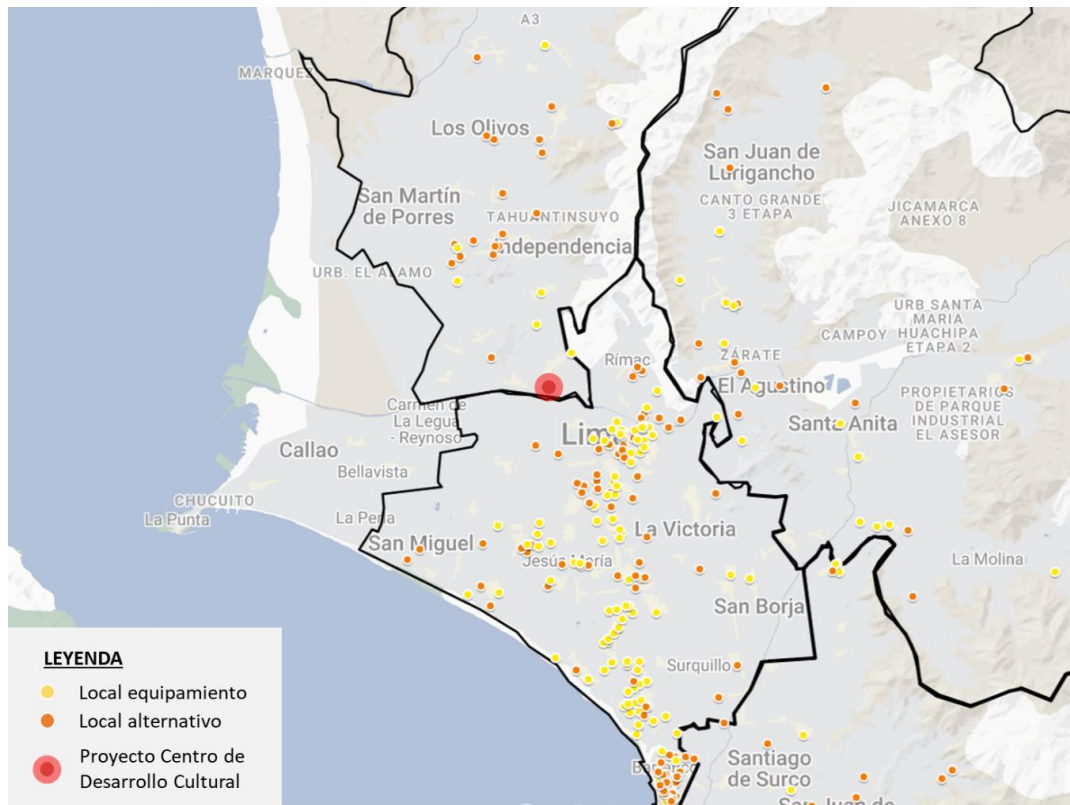 A3
MARQUEZ
Los Olivos
San Juan de
Lurigancho
San Martín
de Porres
CANTO GRANDE
3 ETAPA
JICAMARCA
ANEXO 8
TAHUANTINSUYO
Independencia
URB. EL ÁLAMO
URB SANTA
MARIA
HUACHIPA
ETAPA 2
CAMPOY
ZÁRATE
Rímac
El Agustino
PROPIETARIOS
DE PARQUE
INDUSTRIAL
EL ASESOR
Carmen de
La Legua
- Reynoso
Santa Anita
Lima
Callao
Bellavista
CHUCUITO
La Punta
La Perla
La Victoria
San Miguel
Jesús María
La Molina
San Borja
Surquillo
Barranco
Santiago
de Surco
San Juan de
LEYENDA
Local equipamiento
Local alternativo
Proyecto Centro de
Desarrollo Cultural